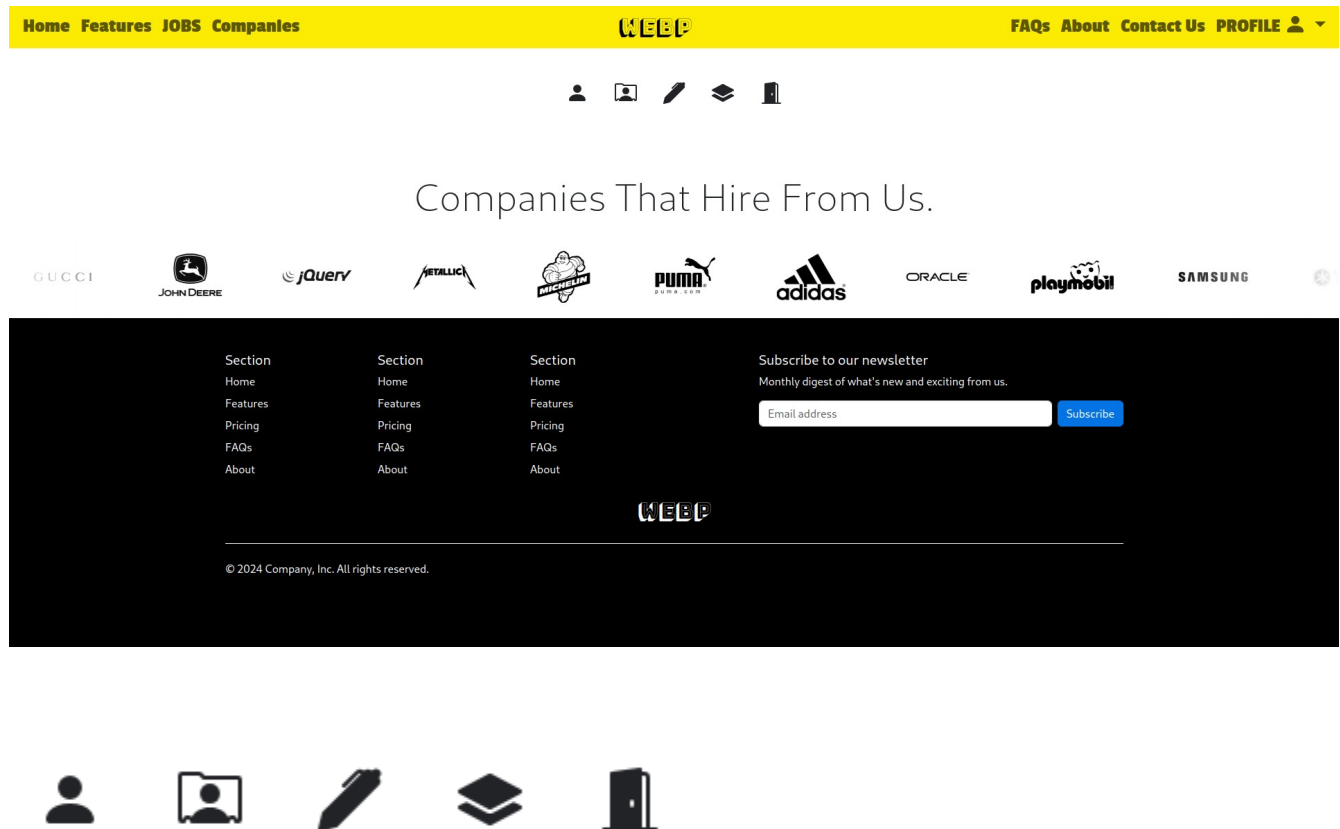 Home Features JOBS Companies WEBP FAQs About Contact Us PROFILE
Companies That Hire From Us.
GUCCI JOHN DEERE jQuery METALLICA MICHELIN PUMA puma.com adidas ORACLE playmobil SAMSUNG
Section Section Section Subscribe to our newsletter
Home Home Home Monthly digest of what's new and exciting from us.
Features Features Features Email address Subscribe
Pricing Pricing Pricing
FAQs FAQs FAQs
About About About
WEBP
© 2024 Company, Inc. All rights reserved.